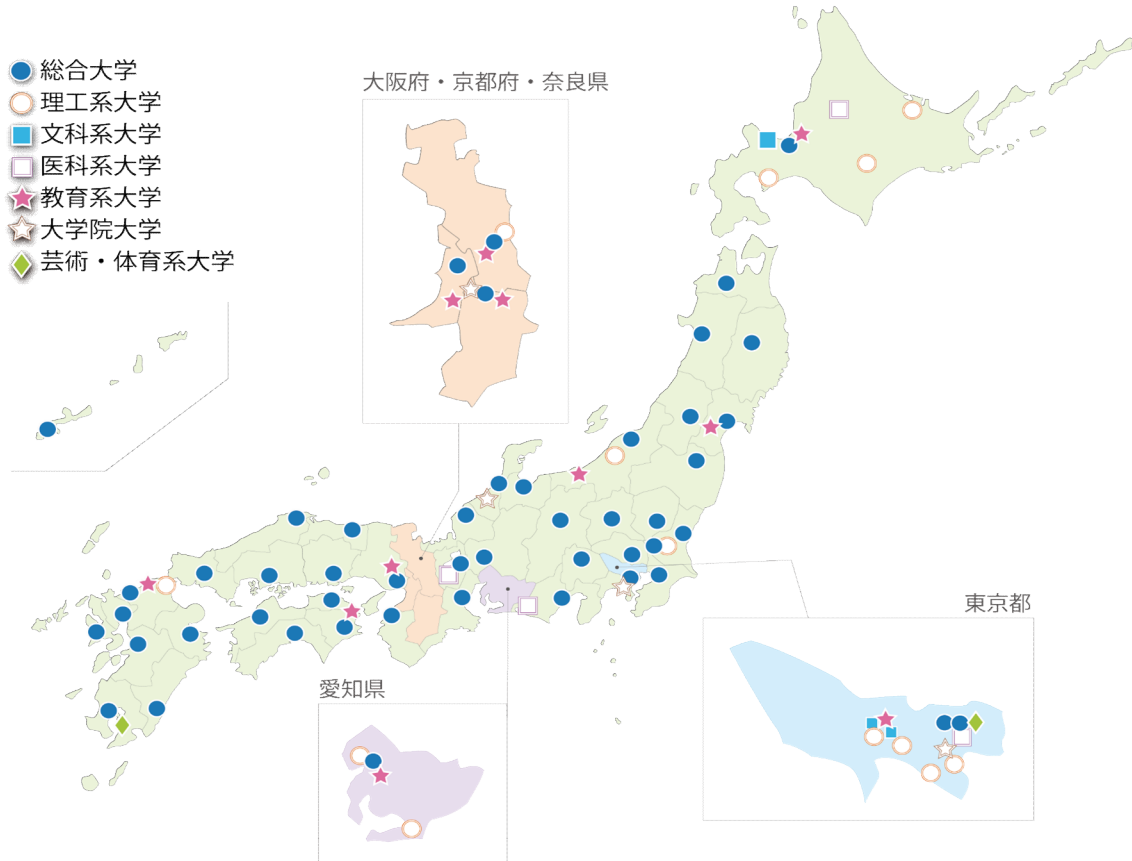 総合大学
理工系大学
文科系大学
医科系大学
教育系大学
大学院大学
芸術・体育系大学
大阪府・京都府・奈良県
東京都
愛知県